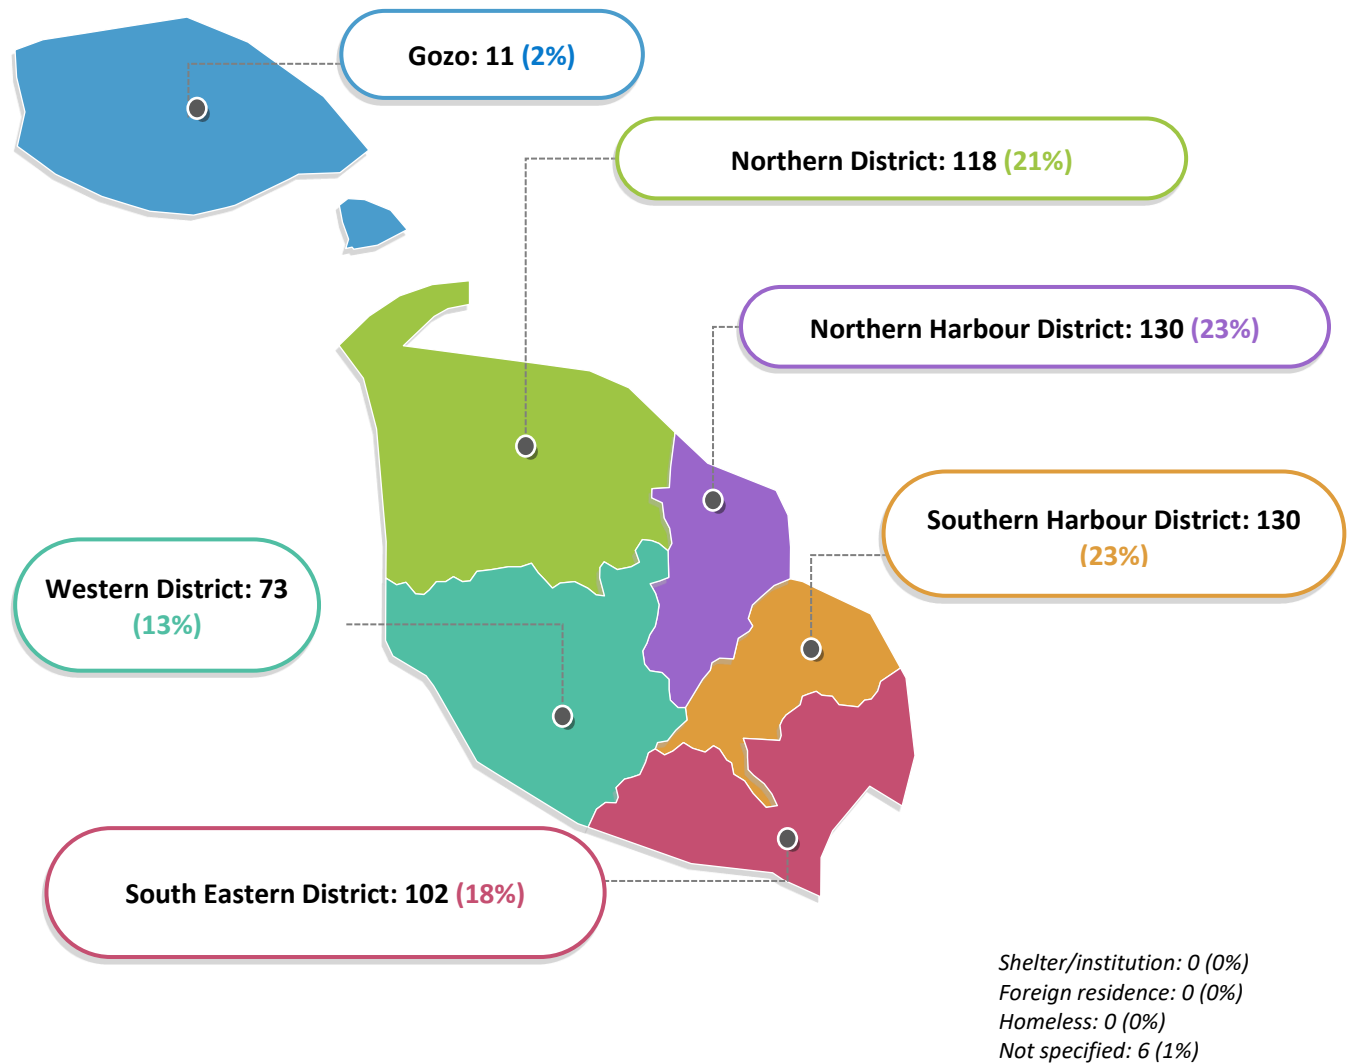 Gozo: 11 (2%)
Northern District: 118 (21%)
Northern Harbour District: 130 (23%)
Southern Harbour District: 130
(23%)
Western District: 73
(13%)
South Eastern District: 102 (18%)
Shelter/institution: 0 (0%)
Foreign residence: 0 (0%)
Homeless: 0 (0%)
Not specified: 6 (1%)